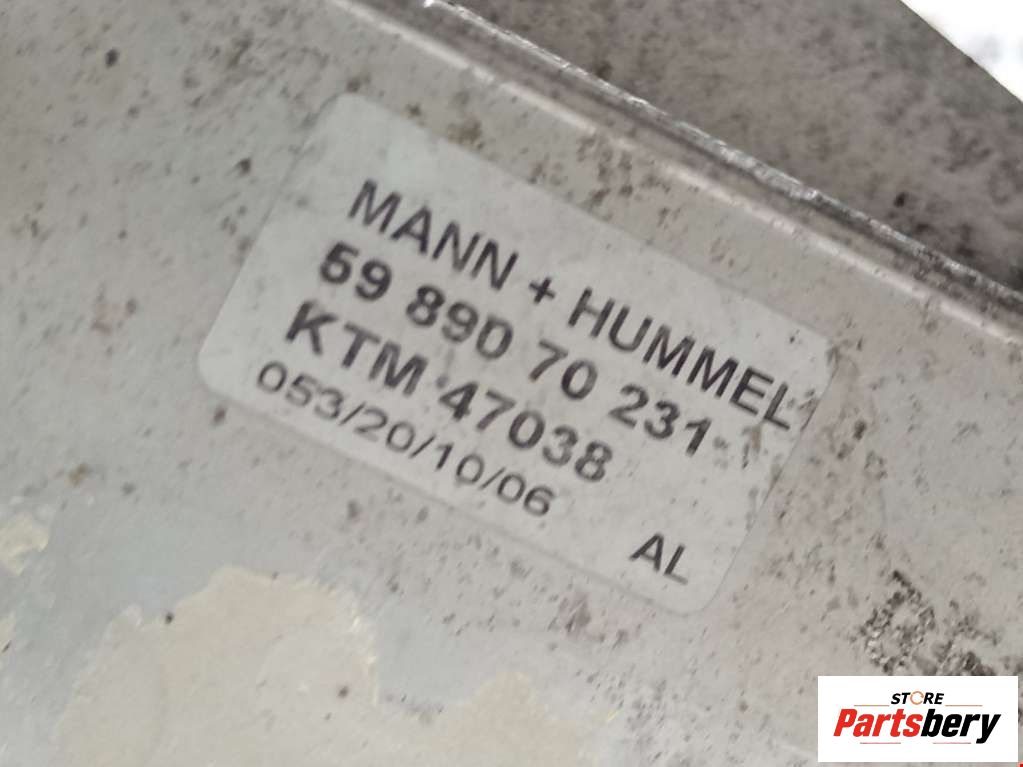 MANN + HUMMEL
59 890 70 231
KTM 47038
053/20/10/06
AL
STORE
Partsbery